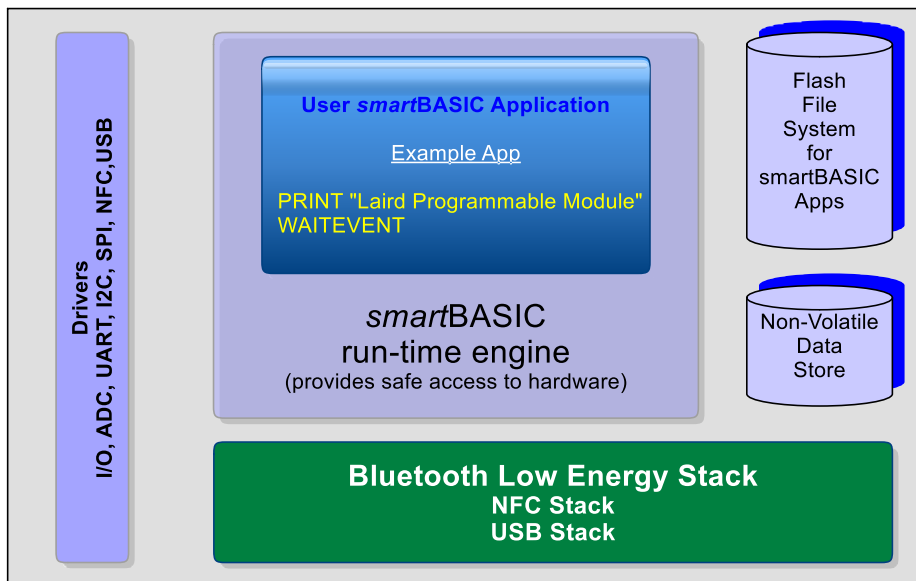 Drivers
I/O, ADC, UART, I2C, SPI, NFC,USB
User smartBASIC Application
Example App
PRINT "Laird Programmable Module"
WAITEVENT
smartBASIC
run-time engine
(provides safe access to hardware)
Flash
File
System
for
smartBASIC
Apps
Non-Volatile
Data
Store
Bluetooth Low Energy Stack
NFC Stack
USB Stack